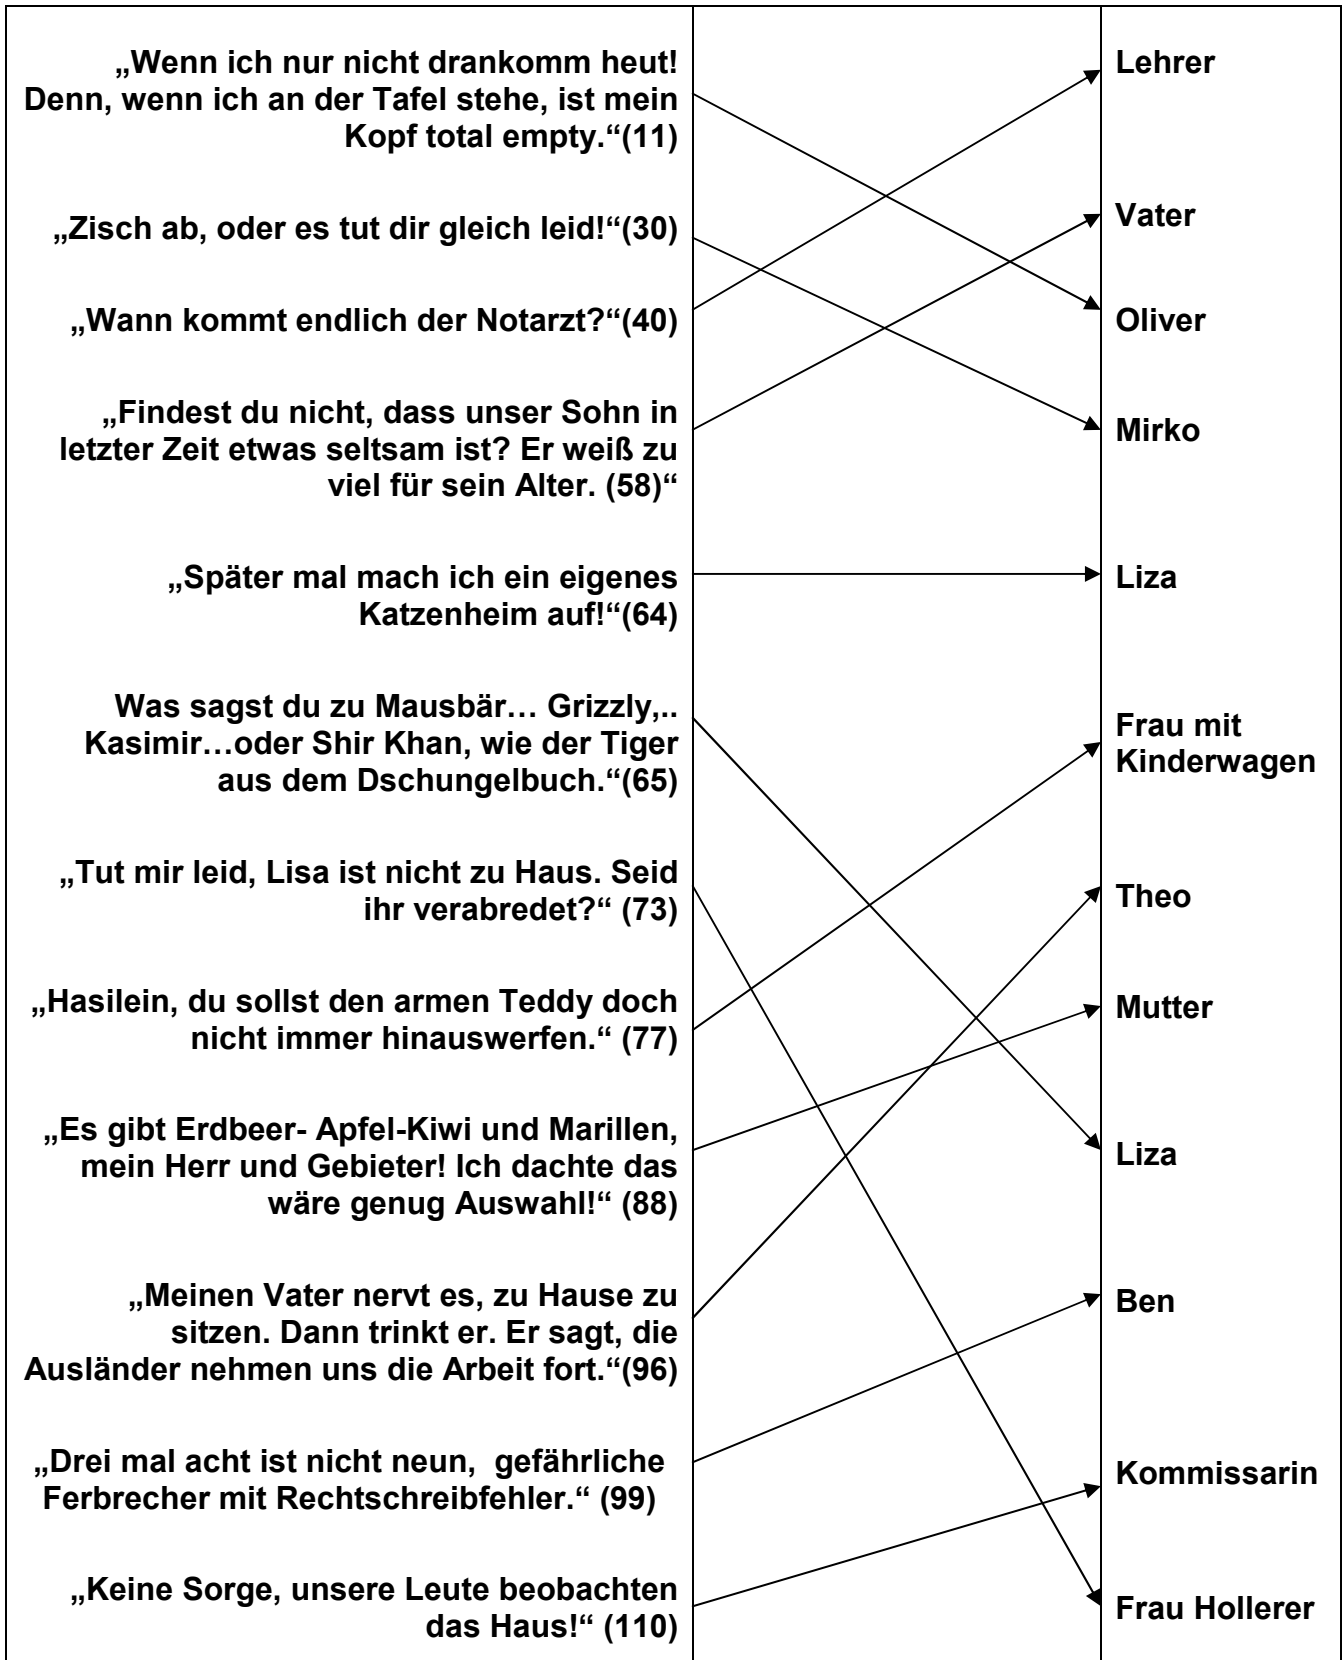 „Wenn ich nur nicht drankomm heut!
Denn, wenn ich an der Tafel stehe, ist mein
Kopf total empty.“(11)
„Zisch ab, oder es tut dir gleich leid!“(30)
„Wann kommt endlich der Notarzt?“(40)
„Findest du nicht, dass unser Sohn in
letzter Zeit etwas seltsam ist? Er weiß zu
viel für sein Alter. (58)“
„Später mal mach ich ein eigenes
Katzenheim auf!“(64)
Was sagst du zu Mausbär… Grizzly,..
Kasimir…oder Shir Khan, wie der Tiger
aus dem Dschungelbuch.“(65)
„Tut mir leid, Lisa ist nicht zu Haus. Seid
ihr verabredet?“ (73)
„Hasilein, du sollst den armen Teddy doch
nicht immer hinauswerfen.“ (77)
„Es gibt Erdbeer- Apfel-Kiwi und Marillen,
mein Herr und Gebieter! Ich dachte das
wäre genug Auswahl!“ (88)
„Meinen Vater nervt es, zu Hause zu
sitzen. Dann trinkt er. Er sagt, die
Ausländer nehmen uns die Arbeit fort.“(96)
„Drei mal acht ist nicht neun,  gefährliche
Ferbrecher mit Rechtschreibfehler.“ (99)
„Keine Sorge, unsere Leute beobachten
das Haus!“ (110)
Lehrer
Vater
Oliver
Mirko
Liza
Frau mit
Kinderwagen
Theo
Mutter
Liza
Ben
Kommissarin
Frau Hollerer